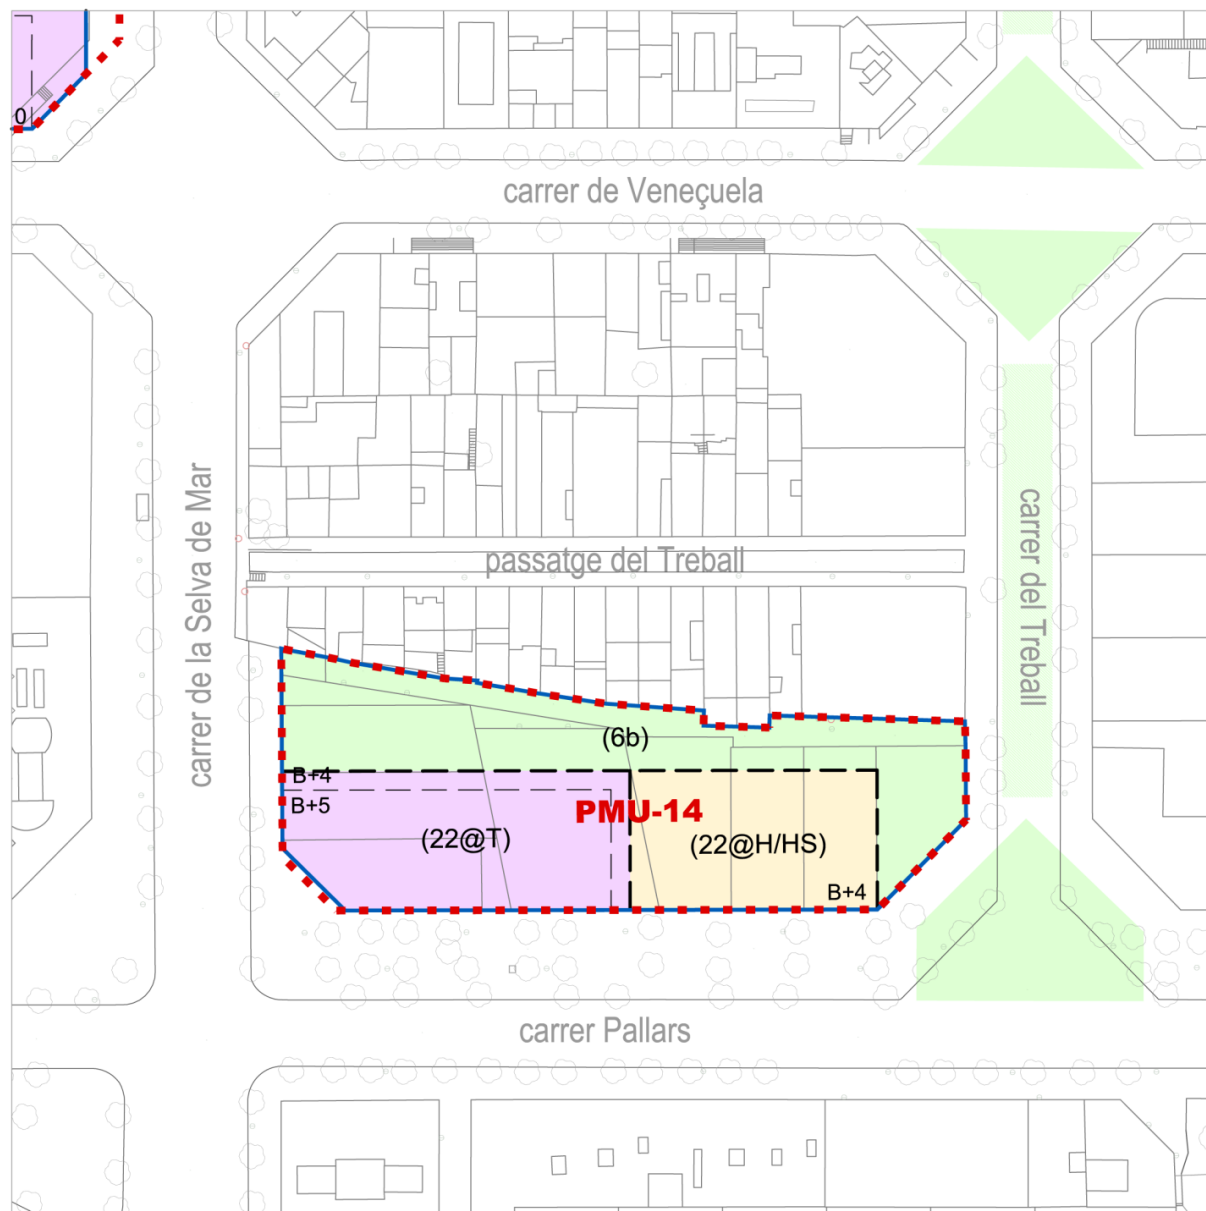 0
carrer de Veneçuela
carrer de la Selva de Mar
passatge del Treball
carrer del Treball
(6b)
B+4
B+5
PMU-14
(22@T)
(22@H/HS)
B+4
carrer Pallars